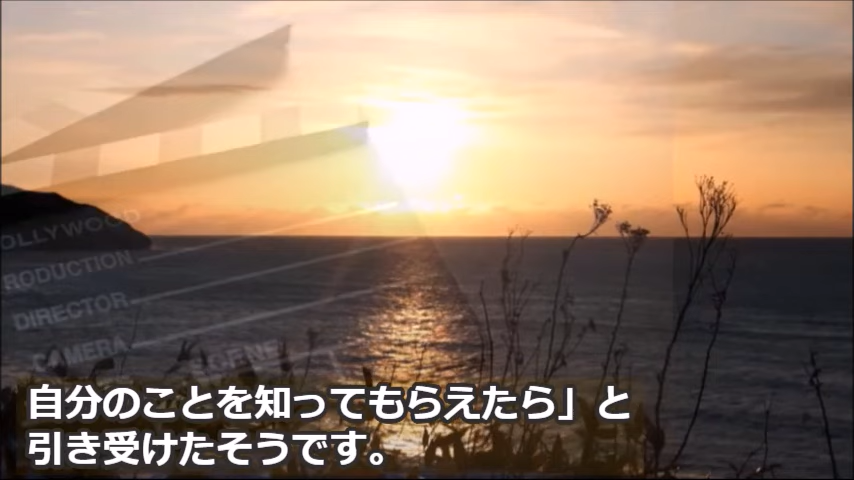 OLLYWOOD
RODUCTION
DIRECTOR
CAMERA
SCENE
自分のことを知ってもらえたら」と
引き受けたそうです。